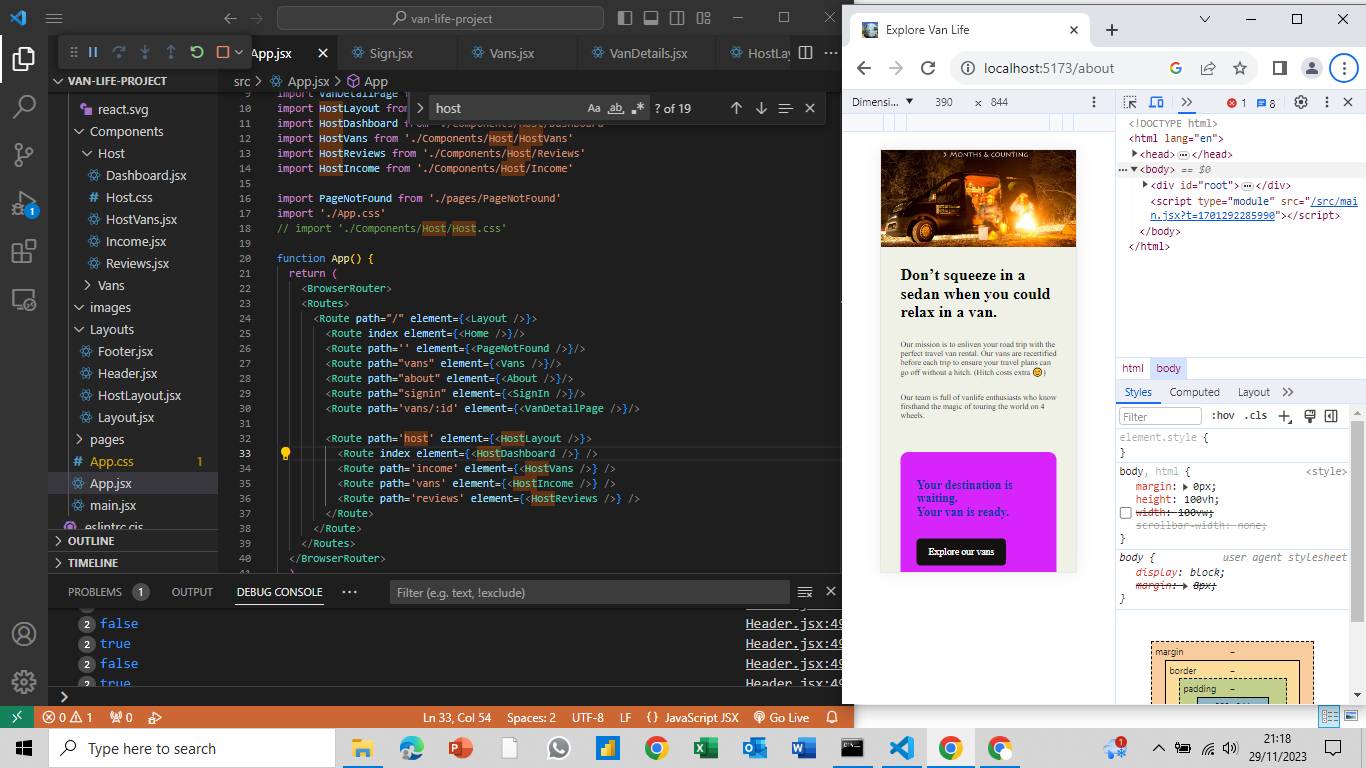 van-life-project
App.jsx
Sign.jsx
Vans.jsx
VanDetails.jsx
HostLay
VAN-LIFE-PROJECT
react.svg
Components
Host
Dashboard.jsx
Host.css
HostVans.jsx
Income.jsx
Reviews.jsx
Vans
images
Layouts
Footer.jsx
Header.jsx
HostLayout.jsx
Layout.jsx
pages
App.css 1
App.jsx
main.jsx
.eslintrc.cjs
OUTLINE
TIMELINE
src > App.jsx > App
host
Aa ab .* ? of 19
9 import VanDetailPage
10 import HostLayout from
11 import HostDashboard from './Components/Host/Dashboard'
12 import HostVans from './Components/Host/HostVans'
13 import HostReviews from './Components/Host/Reviews'
14 import HostIncome from './Components/Host/Income'
15
16 import PageNotFound from './pages/PageNotFound'
17 import './App.css'
18 // import './Components/Host/Host.css'
19
20 function App() {
21 return (
22 <BrowserRouter>
23 <Routes>
24 <Route path="/" element={<Layout />}>
25 <Route index element={<Home />}/>
26 <Route path='' element={<PageNotFound />}/>
27 <Route path="vans" element={<Vans />}/>
28 <Route path="about" element={<About />}/>
29 <Route path="signin" element={<SignIn />}/>
30 <Route path='vans/:id' element={<VanDetailPage />}/>
31
32 <Route path='host' element={<HostLayout />}>
33 <Route index element={<HostDashboard />} />
34 <Route path='income' element={<HostVans />} />
35 <Route path='vans' element={<HostIncome />} />
36 <Route path='reviews' element={<HostReviews />} />
37 </Route>
38 </Route>
39 </Routes>
40 </BrowserRouter>
41 )
PROBLEMS 1 OUTPUT DEBUG CONSOLE
Filter (e.g. text, !exclude)
2 false Header.jsx:49
2 true Header.jsx:49
2 false Header.jsx:49
2 true Header.jsx:49
0 1 0
Ln 33, Col 54 Spaces: 2 UTF-8 LF {} JavaScript JSX Go Live
Explore Van Life
localhost:5173/about
Dimensi... 390 × 844
1 8
3 MONTHS & COUNTING
Don't squeeze in a
sedan when you could
relax in a van.
Our mission is to enliven your road trip with the
perfect travel van rental. Our vans are recertified
before each trip to ensure your travel plans can
go off without a hitch. (Hitch costs extra 😉)
Our team is full of vanlife enthusiasts who know
firsthand the magic of touring the world on 4
wheels.
Your destination is
waiting.
Your van is ready.
Explore our vans
<!DOCTYPE html>
<html lang="en">
<head> </head>
<body> == $0
<div id="root"> </div>
<script type="module" src="/src/mai
n.jsx?t=1701292285990"></script>
</body>
</html>
html body
Styles Computed Layout
Filter :hov .cls
element.style {
}
body, html { <style>
margin: 0px;
height: 100vh;
width: 100vw;
scrollbar-width: none;
}
body { user agent stylesheet
display: block;
margin: 8px;
}
margin –
border –
padding –
Type here to search
1
21:18
29/11/2023